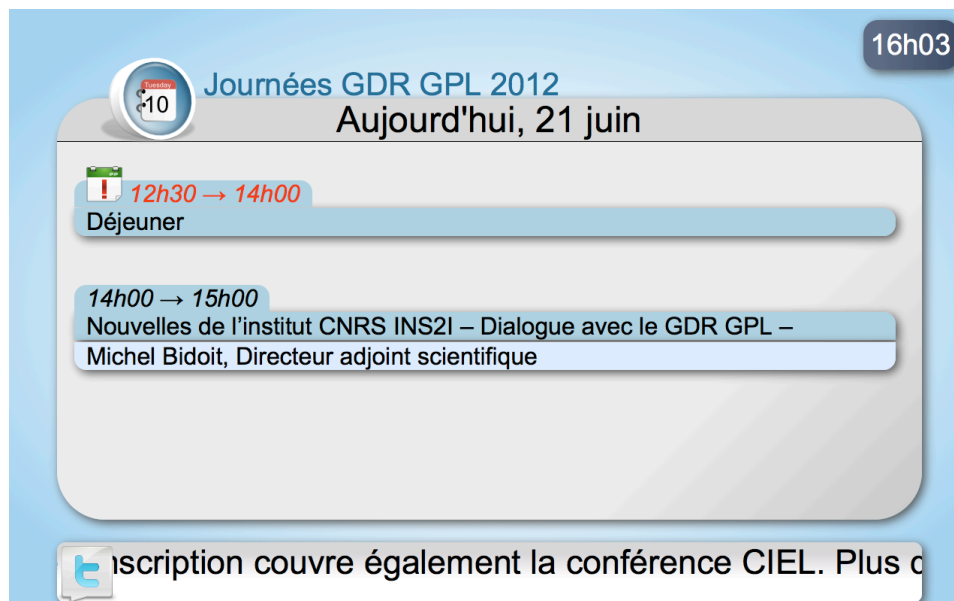 16h03
Journées GDR GPL 2012
Tuesday
10
Aujourd'hui, 21 juin
12h30 → 14h00
Déjeuner
14h00 → 15h00
Nouvelles de l’institut CNRS INS2I – Dialogue avec le GDR GPL –
Michel Bidoit, Directeur adjoint scientifique
nscription couvre également la conférence CIEL. Plus d